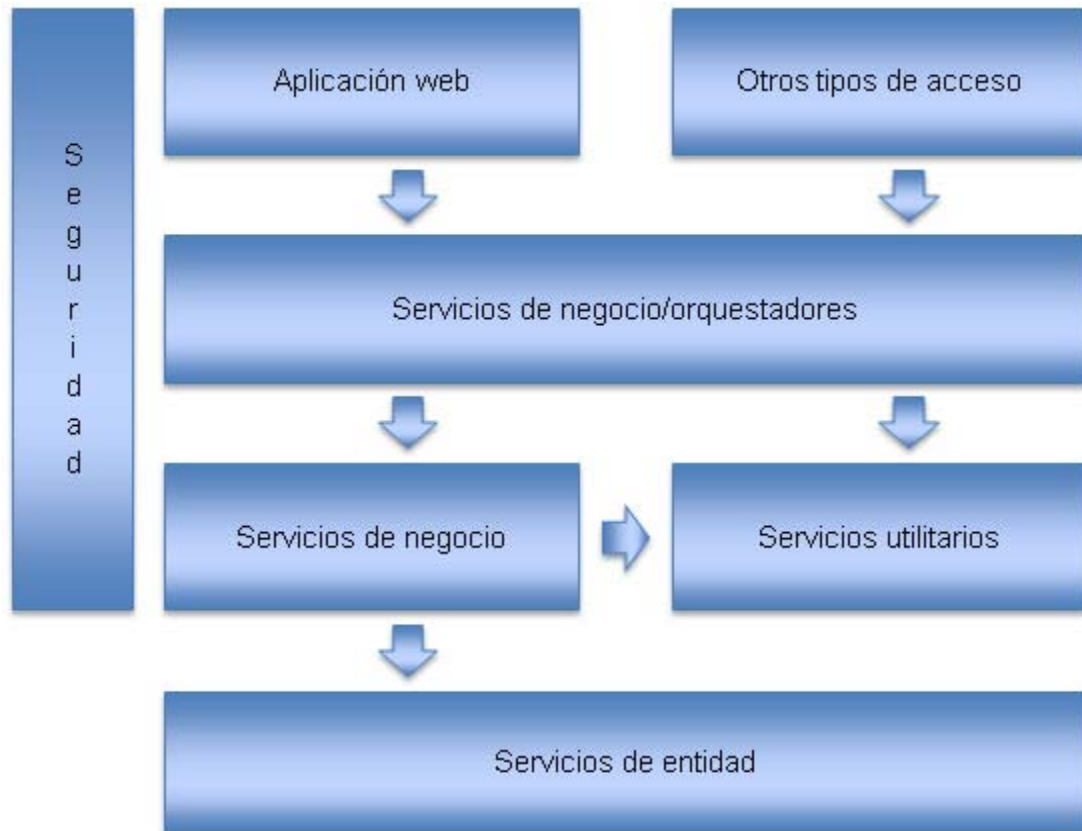 Seguridad
Aplicación web
Otros tipos de acceso
Servicios de negocio/orquestadores
Servicios de negocio
Servicios utilitarios
Servicios de entidad